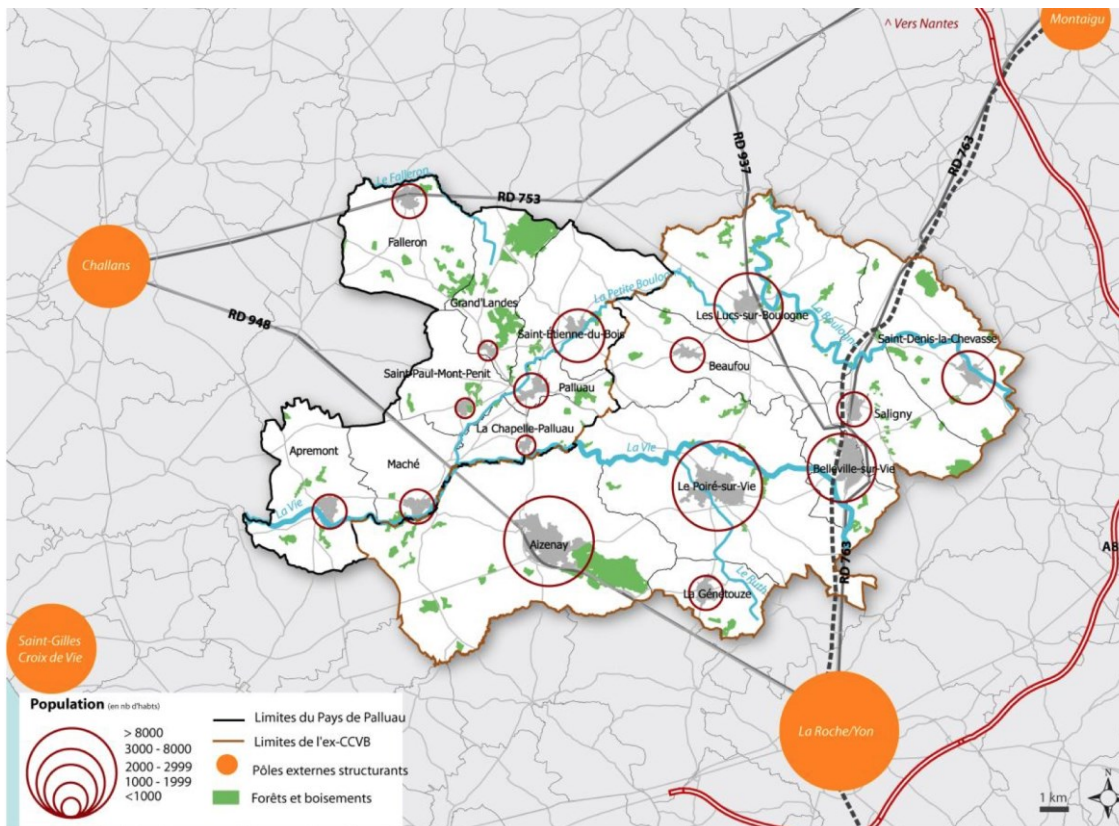 ^ Vers Nantes
Montaigu
RD 937
RD 763
Le Falleron
RD 753
Falleron
Challans
La Petite Boulogne
Grand'Landes
RD 948
Les Lucs-sur-Boulogne
La Boulogne
Saint-Étienne-du-Bois
Saint-Denis-la-Chevasse
Beaufou
Saint-Paul-Mont-Penit
Palluau
Saligny
La Chapelle-Palluau
La Vie
Apremont
Maché
Belleville-sur-Vie
Le Poiré-sur-Vie
La Vie
Aizenay
RD 763
Le Ruth
La Génétouze
Saint-Gilles
Croix de Vie
La Roche/Yon
Population (en nb d'habts)
> 8000
3000 - 8000
2000 - 2999
1000 - 1999
<1000
Limites du Pays de Palluau
Limites de l'ex-CCVB
Pôles externes structurants
Forêts et boisements
N
1 km